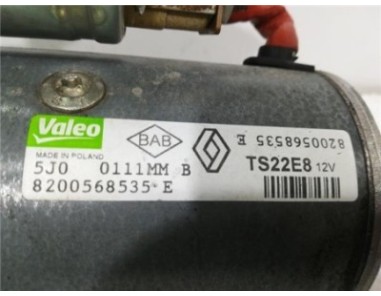 Valeo
MADE IN POLAND
BAB
5J0 0111MM B
8200568535 E
TS22E8 12V
8200568535 E